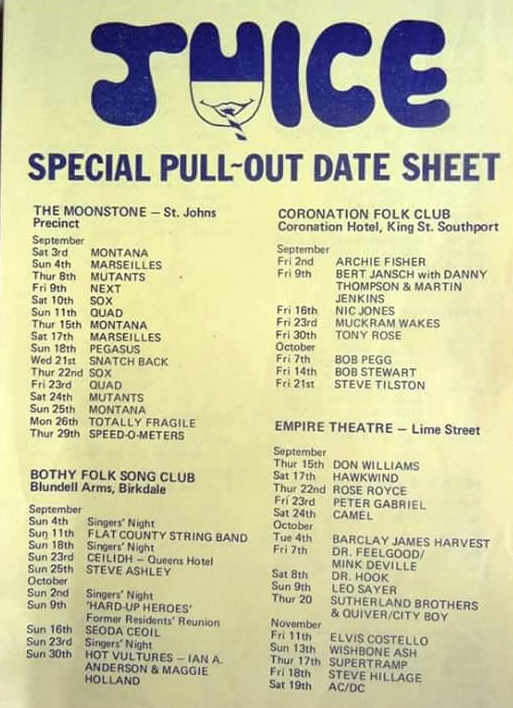 JUICE
SPECIAL PULL-OUT DATE SHEET
THE MOONSTONE – St. Johns
Precinct
September
Sat 3rd MONTANA
Sun 4th MARSEILLES
Thur 8th MUTANTS
Fri 9th NEXT
Sat 10th SOX
Sun 11th QUAD
Thur 15th MONTANA
Sat 17th MARSEILLES
Sun 18th PEGASUS
Wed 21st SNATCH BACK
Thur 22nd SOX
Fri 23rd QUAD
Sat 24th MUTANTS
Sun 25th MONTANA
Mon 26th TOTALLY FRAGILE
Thur 29th SPEED-O-METERS
BOTHY FOLK SONG CLUB
Blundell Arms, Birkdale
September
Sun 4th Singers' Night
Sun 11th FLAT COUNTY STRING BAND
Sun 18th Singers' Night
Sun 23rd CEILIDH – Queens Hotel
Sun 25th STEVE ASHLEY
October
Sun 2nd Singers' Night
Sun 9th 'HARD-UP HEROES'
Former Residents' Reunion
Sun 16th SEODA CEOIL
Sun 23rd Singers' Night
Sun 30th HOT VULTURES – IAN A.
ANDERSON & MAGGIE
HOLLAND
CORONATION FOLK CLUB
Coronation Hotel, King St. Southport
September
Fri 2nd ARCHIE FISHER
Fri 9th BERT JANSCH with DANNY
THOMPSON & MARTIN
JENKINS
Fri 16th NIC JONES
Fri 23rd MUCKRAM WAKES
Fri 30th TONY ROSE
October
Fri 7th BOB PEGG
Fri 14th BOB STEWART
Fri 21st STEVE TILSTON
EMPIRE THEATRE – Lime Street
September
Thur 15th DON WILLIAMS
Sat 17th HAWKWIND
Thur 22nd ROSE ROYCE
Fri 23rd PETER GABRIEL
Sat 24th CAMEL
October
Tue 4th BARCLAY JAMES HARVEST
Fri 7th DR. FEELGOOD/
MINK DEVILLE
Sat 8th DR. HOOK
Sun 9th LEO SAYER
Thur 20 SUTHERLAND BROTHERS
& QUIVER/CITY BOY
November
Fri 11th ELVIS COSTELLO
Sun 13th WISHBONE ASH
Thur 17th SUPERTRAMP
Fri 18th STEVE HILLAGE
Sat 19th AC/DC